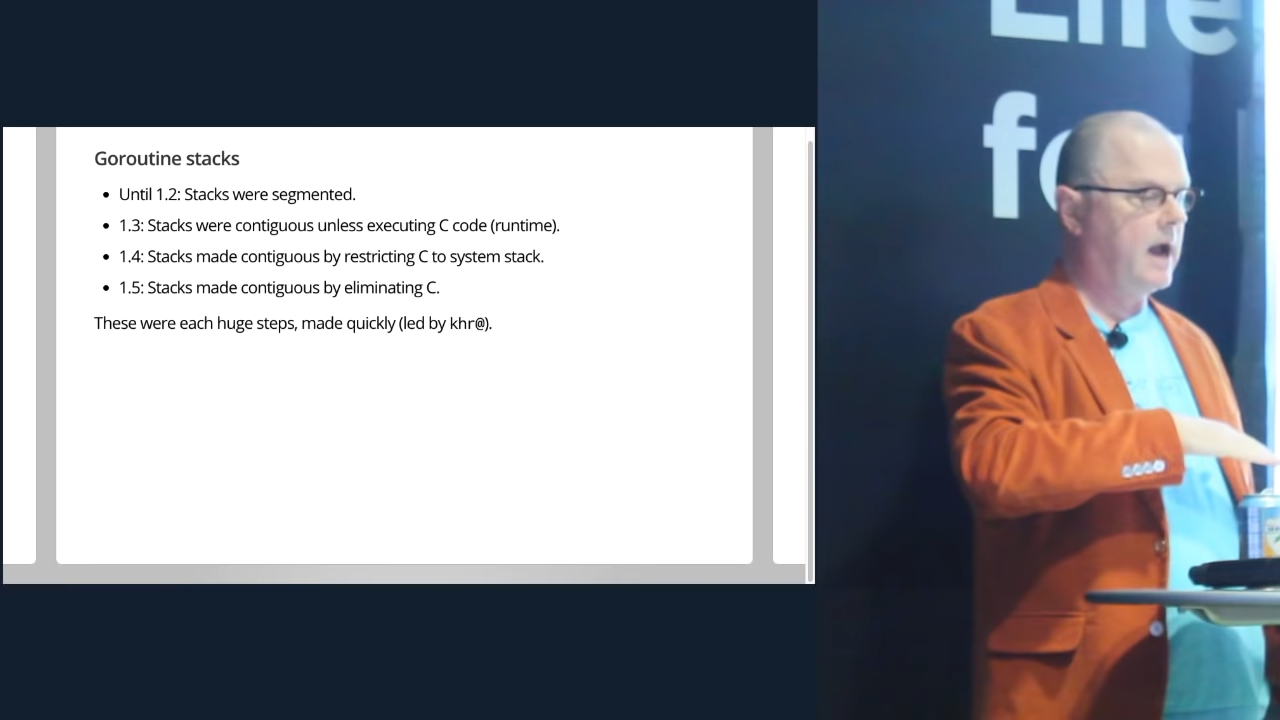 Goroutine stacks
• Until 1.2: Stacks were segmented.
• 1.3: Stacks were contiguous unless executing C code (runtime).
• 1.4: Stacks made contiguous by restricting C to system stack.
• 1.5: Stacks made contiguous by eliminating C.
These were each huge steps, made quickly (led by khr@).
Life